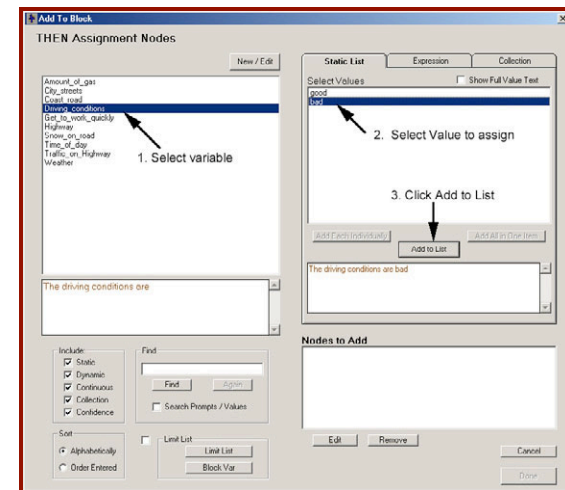 Add To Block
THEN Assignment Nodes
New / Edit
Amount_of_gas
City_streets
Coast_road
Driving_conditions
Get_to_work_quickly
Highway
Snow_on_road
Time_of_day
Traffic_on_Highway
Weather
1. Select variable
The driving conditions are
Include:
Static
Dynamic
Continuous
Collection
Confidence
Find
Find Again
Search Prompts / Values
Sort
Alphabetically
Order Entered
Limit List
Limit List
Block Var
Static List Expression Collection
Select Values Show Full Value Text
good
bad
2. Select Value to assign
3. Click Add to List
Add Each Individually Add All in One Item
Add to List
The driving conditions are bad
Nodes to Add
Edit Remove
Cancel
Done